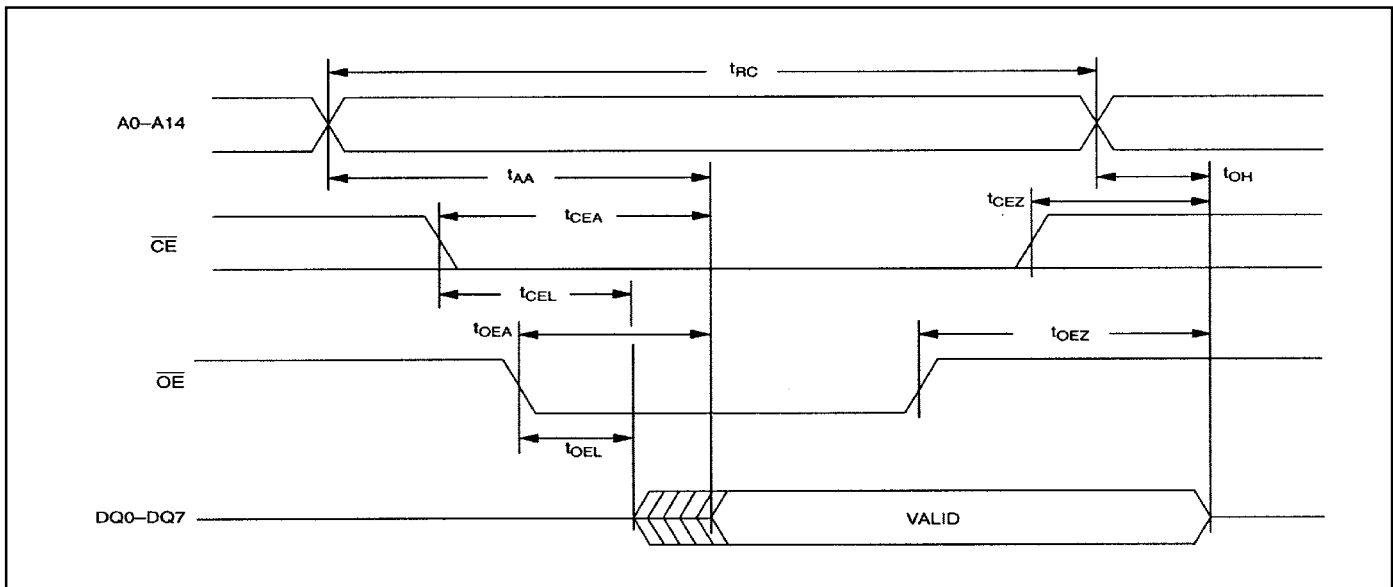 tRC
A0–A14
tAA
tOH
tCEA
tCEZ
CE
tCEL
tOEA
tOEZ
OE
tOEL
DQ0–DQ7
VALID